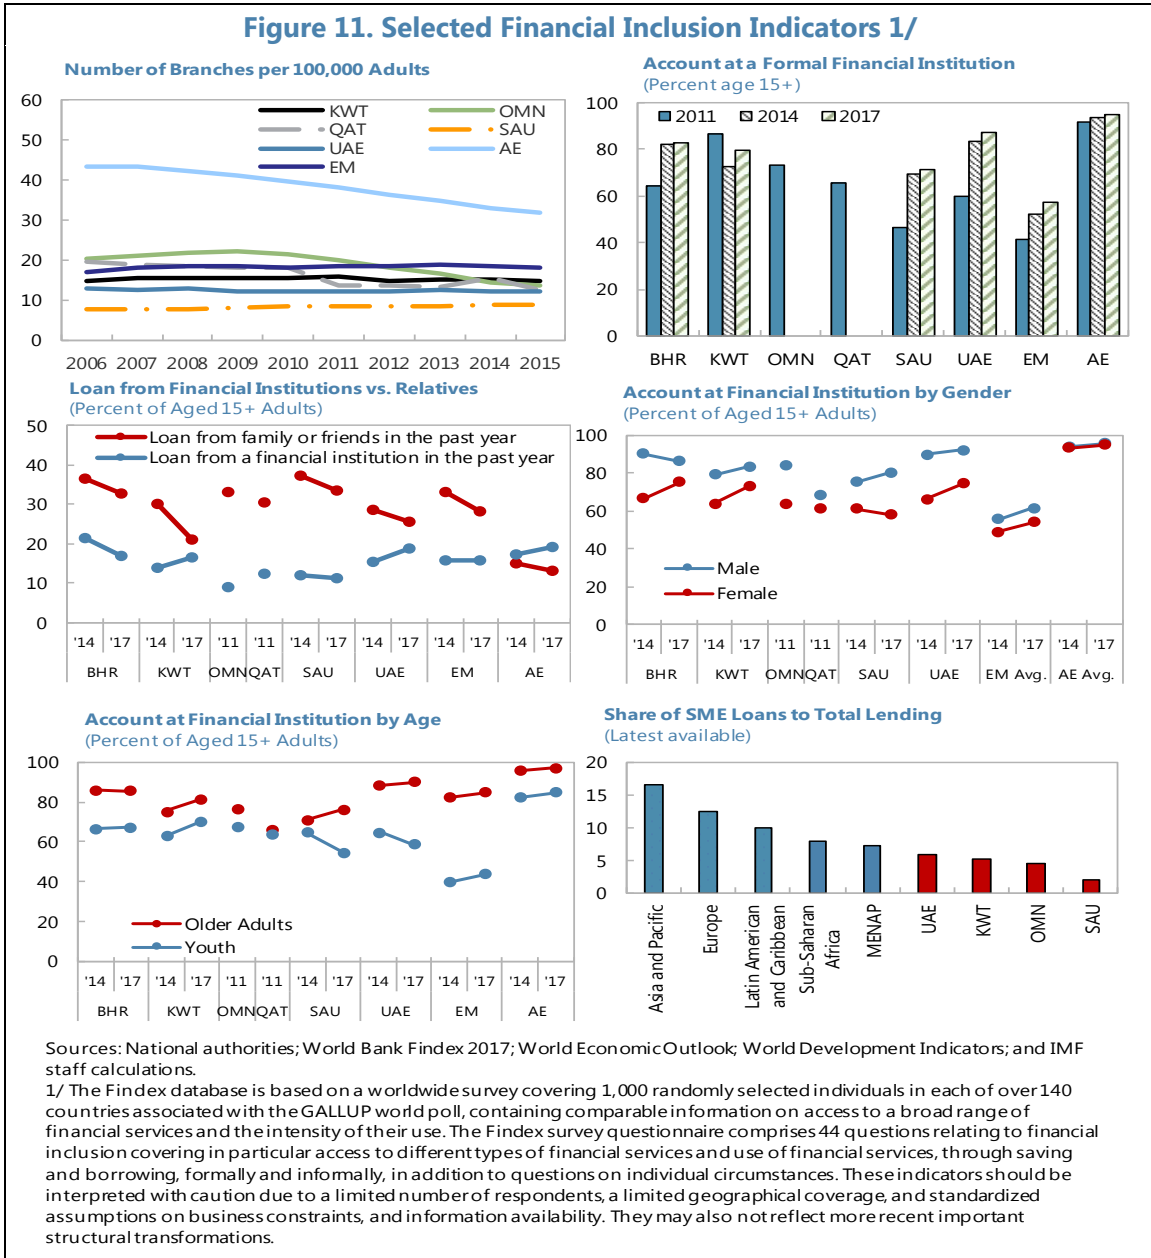 Figure 11. Selected Financial Inclusion Indicators 1/
Number of Branches per 100,000 Adults
60
50
40
30
20
10
0
KWT
OMN
QAT
SAU
UAE
AE
EM
2006 2007 2008 2009 2010 2011 2012 2013 2014 2015
Account at a Formal Financial Institution
(Percent age 15+)
100
80
60
40
20
0
2011
2014
2017
BHR KWT OMN QAT SAU UAE EM AE
Loan from Financial Institutions vs. Relatives
(Percent of Aged 15+ Adults)
50
40
30
20
10
0
Loan from family or friends in the past year
Loan from a financial institution in the past year
'14 '17 '14 '17 '11 '11 '14 '17 '14 '17 '14 '17 '14 '17
BHR KWT OMN QAT SAU UAE EM AE
Account at Financial Institution by Gender
(Percent of Aged 15+ Adults)
100
80
60
40
20
0
Male
Female
'14 '17 '14 '17 '11 '11 '14 '17 '14 '17 '14 '17 '14 '17
BHR KWT OMN QAT SAU UAE EM Avg. AE Avg.
Account at Financial Institution by Age
(Percent of Aged 15+ Adults)
100
80
60
40
20
0
Older Adults
Youth
'14 '17 '14 '17 '11 '11 '14 '17 '14 '17 '14 '17 '14 '17
BHR KWT OMN QAT SAU UAE EM AE
Share of SME Loans to Total Lending
(Latest available)
20
15
10
5
0
Asia and Pacific
Europe
Latin American
and Caribbean
Sub-Saharan
Africa
MENAP
UAE
KWT
OMN
SAU
Sources: National authorities; World Bank Findex 2017; World Economic Outlook; World Development Indicators; and IMF
staff calculations.
1/ The Findex database is based on a worldwide survey covering 1,000 randomly selected individuals in each of over 140
countries associated with the GALLUP world poll, containing comparable information on access to a broad range of
financial services and the intensity of their use. The Findex survey questionnaire comprises 44 questions relating to financial
inclusion covering in particular access to different types of financial services and use of financial services, through saving
and borrowing, formally and informally, in addition to questions on individual circumstances. These indicators should be
interpreted with caution due to a limited number of respondents, a limited geographical coverage, and standardized
assumptions on business constraints, and information availability. They may also not reflect more recent important
structural transformations.